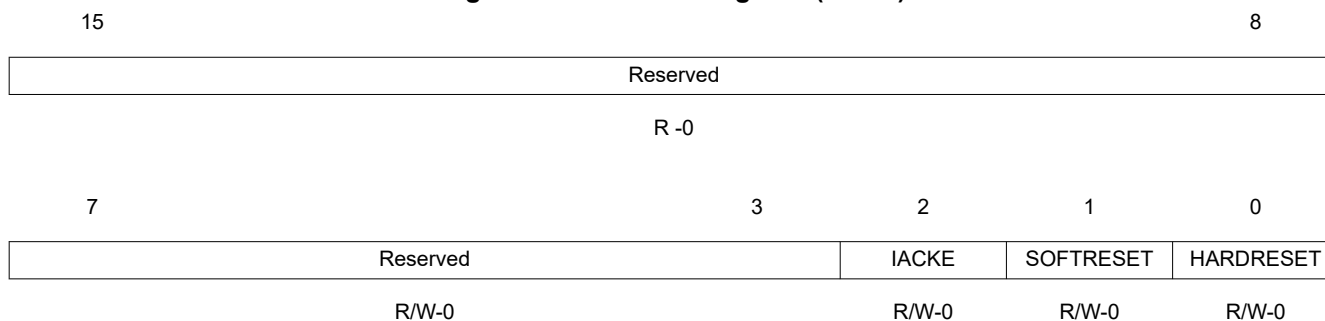 15 8
Reserved
R -0
7 3 2 1 0
Reserved IACKE SOFTRESET HARDRESET
R/W-0 R/W-0 R/W-0 R/W-0